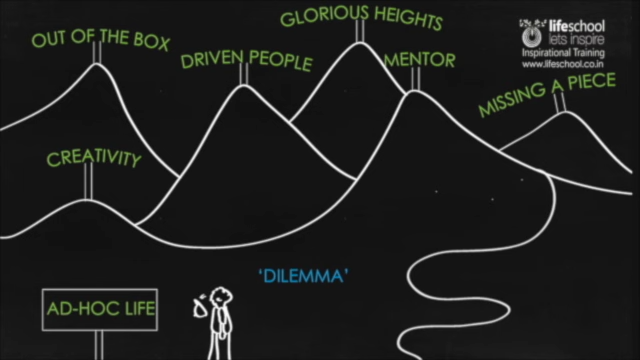 GLORIOUS HEIGHTS
OUT OF THE BOX
DRIVEN PEOPLE
MENTOR
lifeschool
lets inspire
Inspirational Training
www.lifeschool.co.in
MISSING A PIECE
CREATIVITY
'DILEMMA'
AD-HOC LIFE